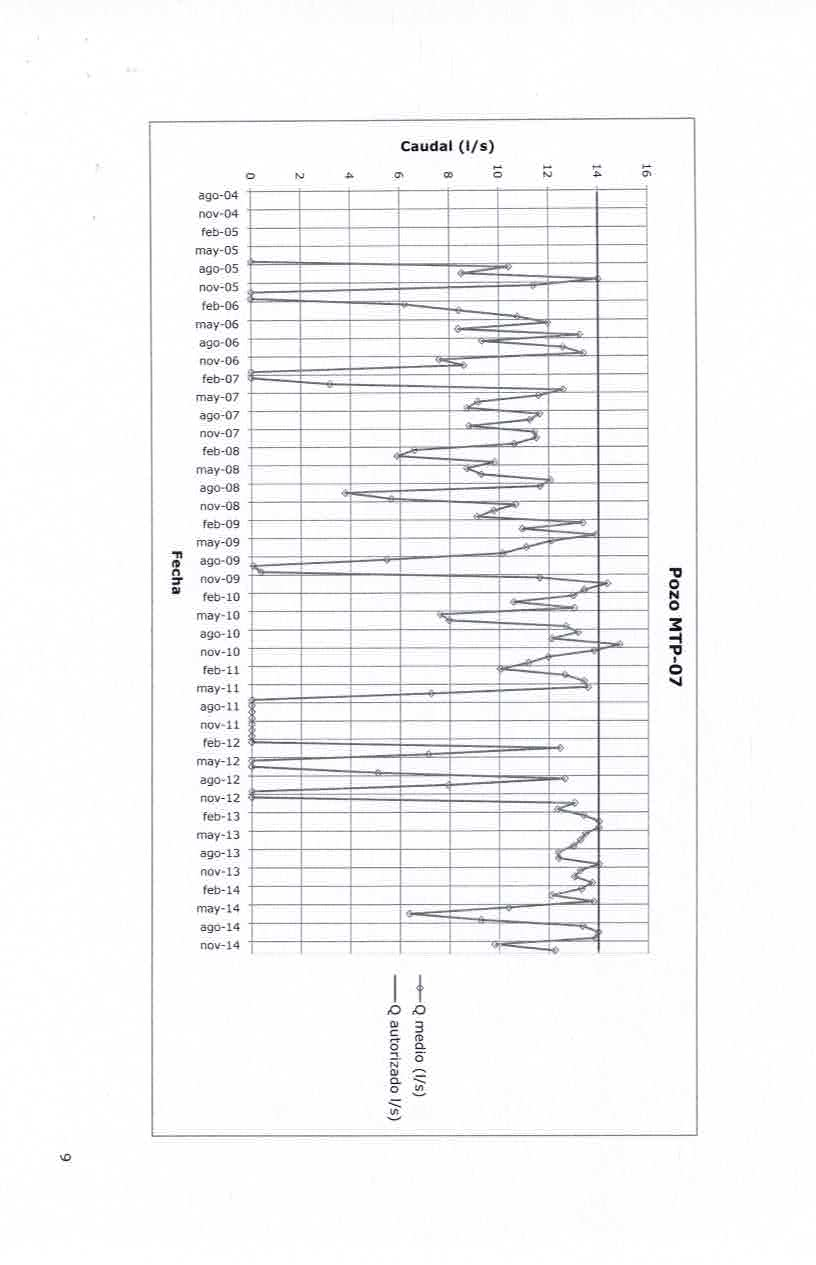 Pozo MTP-07
Caudal (l/s)
16
14
12
10
8
6
4
2
0
ago-04
nov-04
feb-05
may-05
ago-05
nov-05
feb-06
may-06
ago-06
nov-06
feb-07
may-07
ago-07
nov-07
feb-08
may-08
ago-08
nov-08
feb-09
may-09
ago-09
nov-09
feb-10
may-10
ago-10
nov-10
feb-11
may-11
ago-11
nov-11
feb-12
may-12
ago-12
nov-12
feb-13
may-13
ago-13
nov-13
feb-14
may-14
ago-14
nov-14
Fecha
Q medio (l/s)
Q autorizado l/s)
9